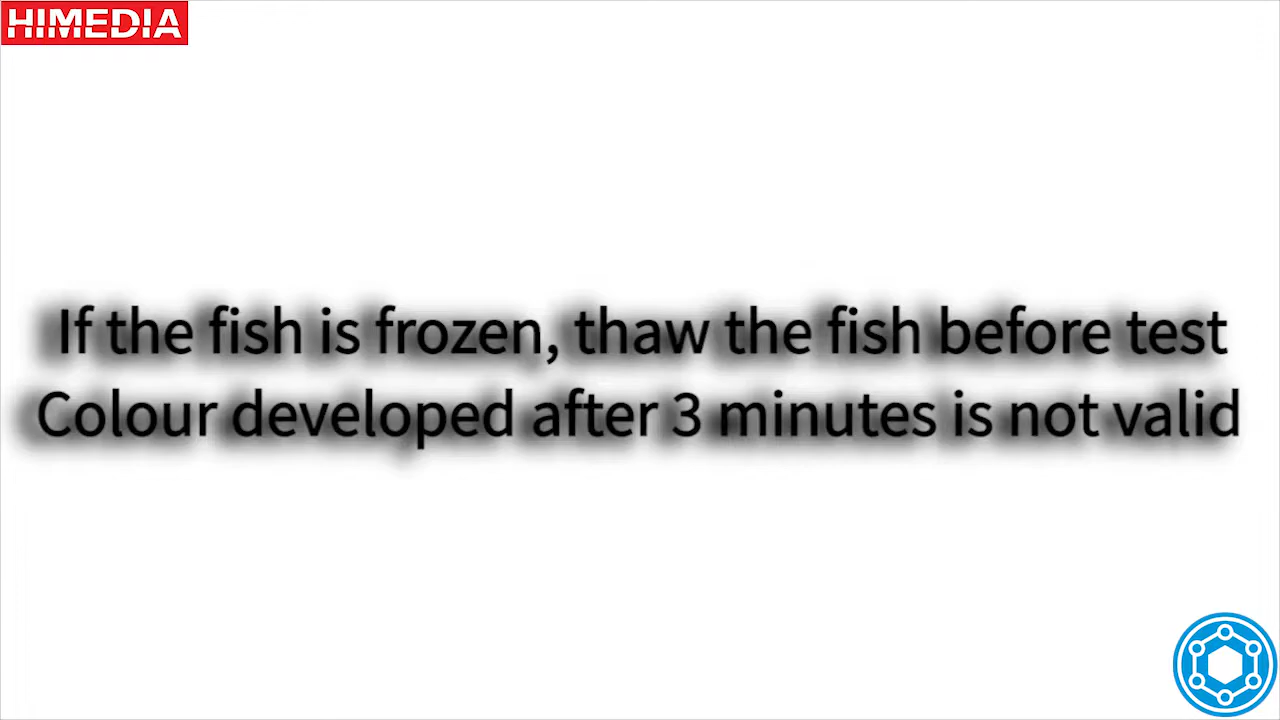 HIMEDIA
If the fish is frozen, thaw the fish before test
Colour developed after 3 minutes is not valid